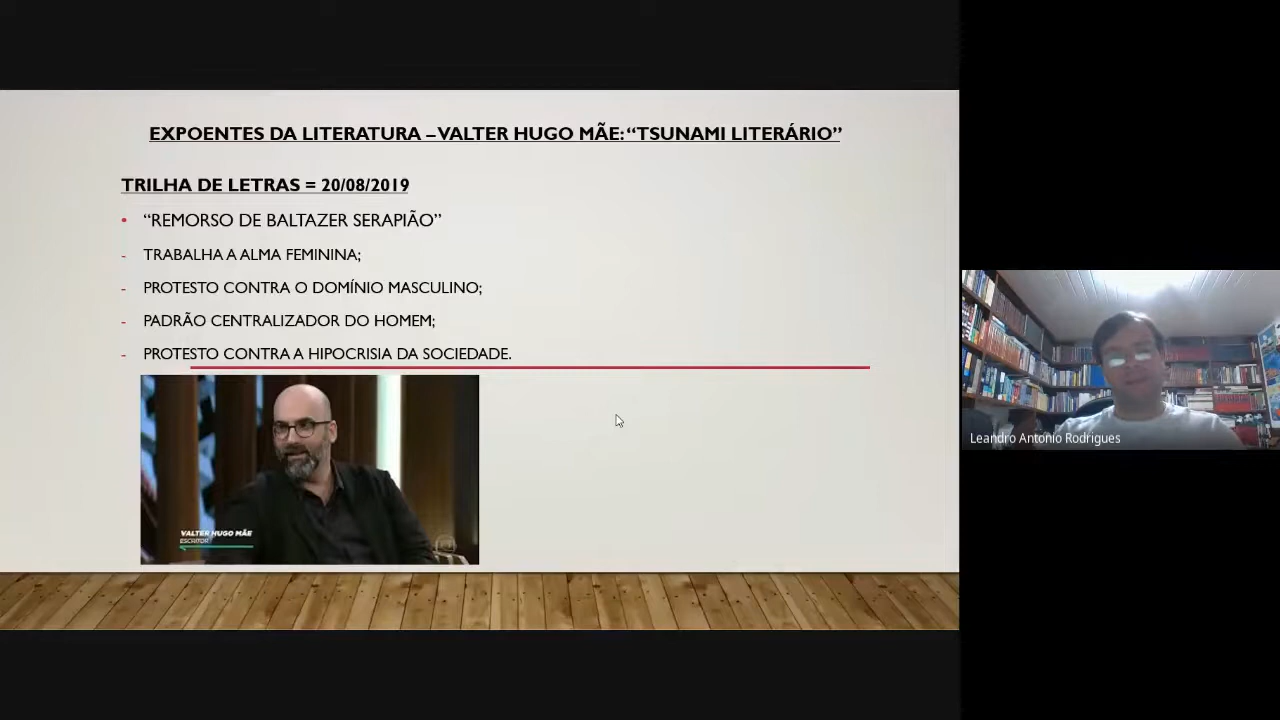 EXPOENTES DA LITERATURA – VALTER HUGO MÃE: “TSUNAMI LITERÁRIO”
TRILHA DE LETRAS = 20/08/2019
• “REMORSO DE BALTAZER SERAPIÃO”
- TRABALHA A ALMA FEMININA;
- PROTESTO CONTRA O DOMÍNIO MASCULINO;
- PADRÃO CENTRALIZADOR DO HOMEM;
- PROTESTO CONTRA A HIPOCRISIA DA SOCIEDADE.
VALTER HUGO MÃE
ESCRITOR
Leandro Antonio Rodrigues